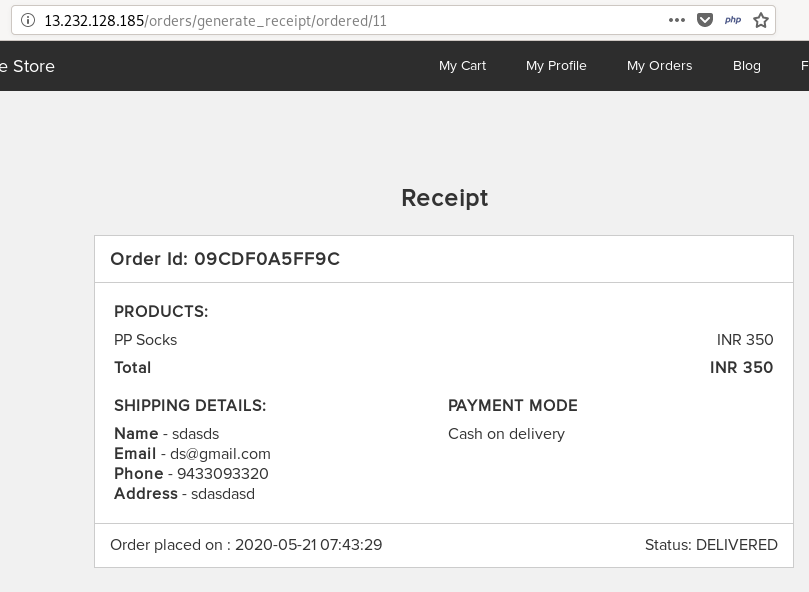 13.232.128.185/orders/generate_receipt/ordered/11
php
e Store My Cart My Profile My Orders Blog F
Receipt
Order Id: 09CDF0A5FF9C
PRODUCTS:
PP Socks INR 350
Total INR 350
SHIPPING DETAILS: PAYMENT MODE
Name - sdasds Cash on delivery
Email - ds@gmail.com
Phone - 9433093320
Address - sdasdasd
Order placed on : 2020-05-21 07:43:29 Status: DELIVERED